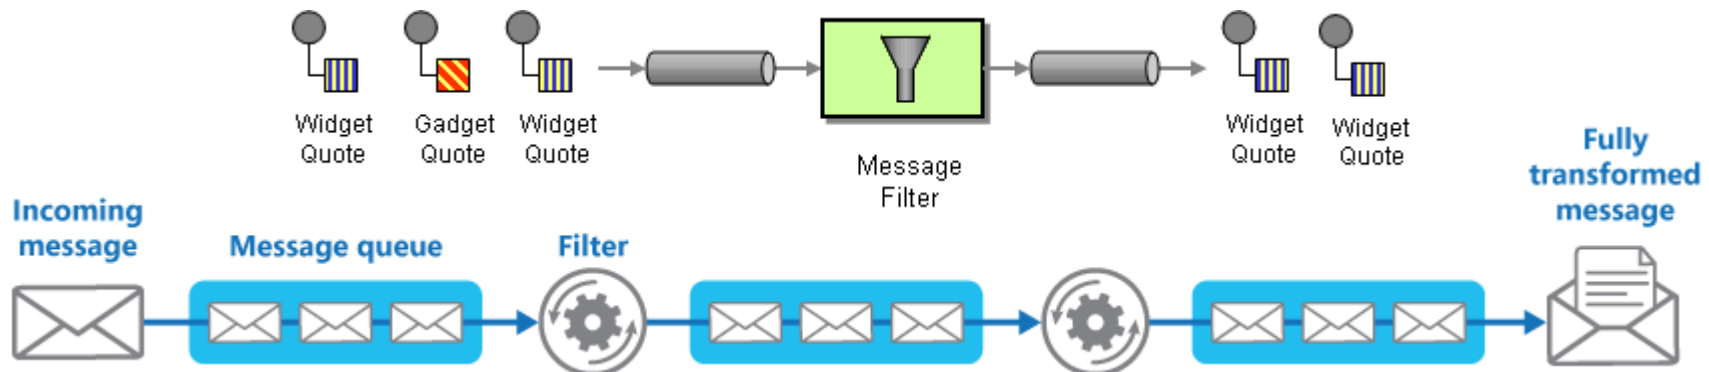 Widget
Quote
Gadget
Quote
Widget
Quote
Message
Filter
Widget
Quote
Widget
Quote
Fully
transformed
message
Incoming
message
Message queue
Filter